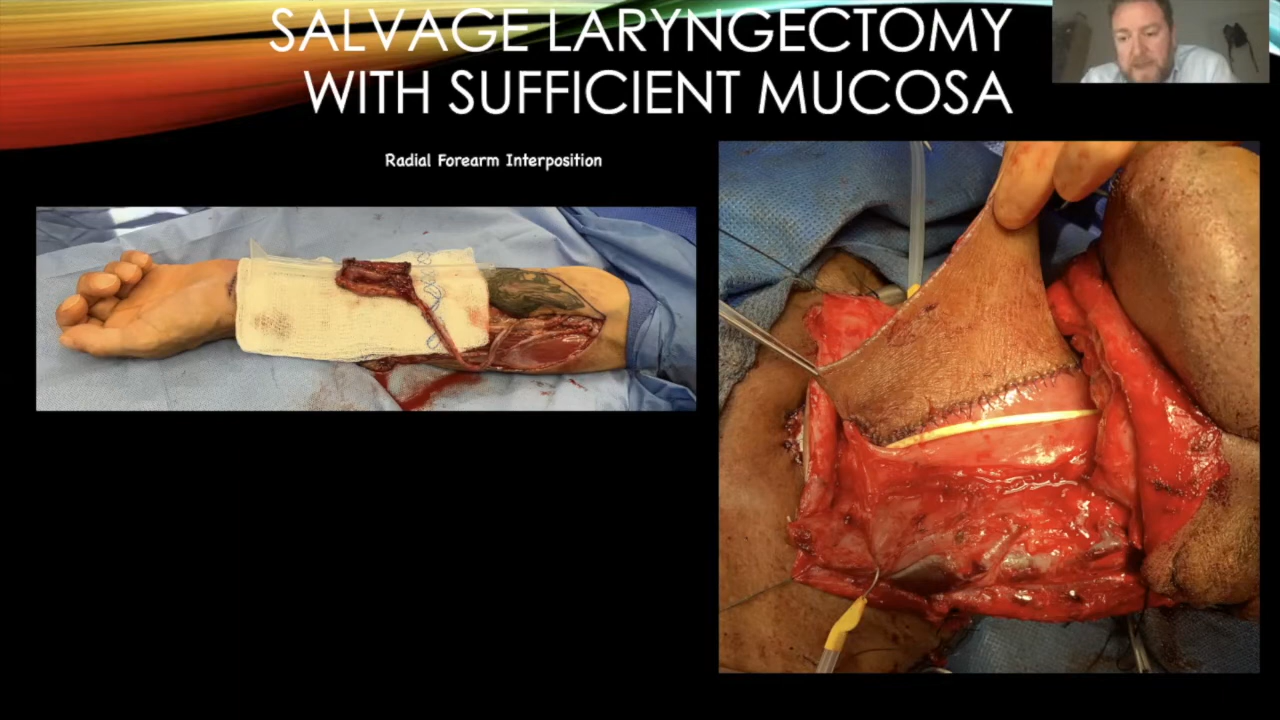 SALVAGE LARYNGECTOMY
WITH SUFFICIENT MUCOSA
Radial Forearm Interposition